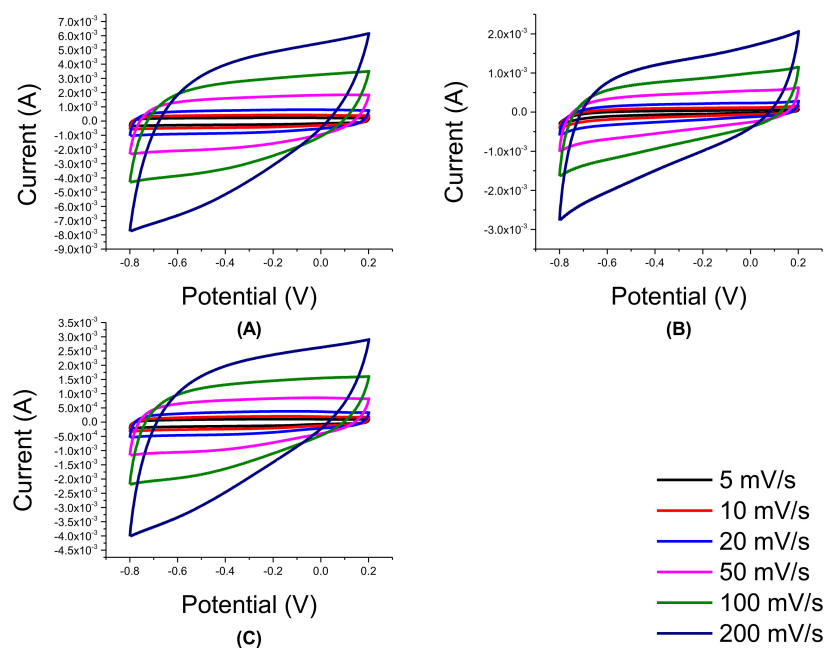 7.0x10⁻³
6.0x10⁻³
5.0x10⁻³
4.0x10⁻³
3.0x10⁻³
2.0x10⁻³
1.0x10⁻³
0.0
-1.0x10⁻³
-2.0x10⁻³
-3.0x10⁻³
-4.0x10⁻³
-5.0x10⁻³
-6.0x10⁻³
-7.0x10⁻³
-8.0x10⁻³
-9.0x10⁻³
Current (A)
-0.8 -0.6 -0.4 -0.2 0.0 0.2
Potential (V)
(A)
2.0x10⁻³
1.0x10⁻³
0.0
-1.0x10⁻³
-2.0x10⁻³
-3.0x10⁻³
Current (A)
-0.8 -0.6 -0.4 -0.2 0.0 0.2
Potential (V)
(B)
3.5x10⁻³
3.0x10⁻³
2.5x10⁻³
2.0x10⁻³
1.5x10⁻³
1.0x10⁻³
5.0x10⁻⁴
0.0
-5.0x10⁻⁴
-1.0x10⁻³
-1.5x10⁻³
-2.0x10⁻³
-2.5x10⁻³
-3.0x10⁻³
-3.5x10⁻³
-4.0x10⁻³
-4.5x10⁻³
Current (A)
-0.8 -0.6 -0.4 -0.2 0.0 0.2
Potential (V)
(C)
5 mV/s
10 mV/s
20 mV/s
50 mV/s
100 mV/s
200 mV/s